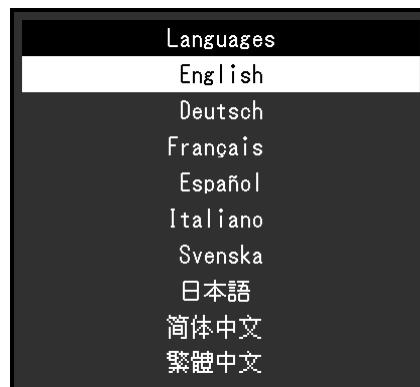 Languages
English
Deutsch
Français
Español
Italiano
Svenska
日本語
简体中文
繁體中文